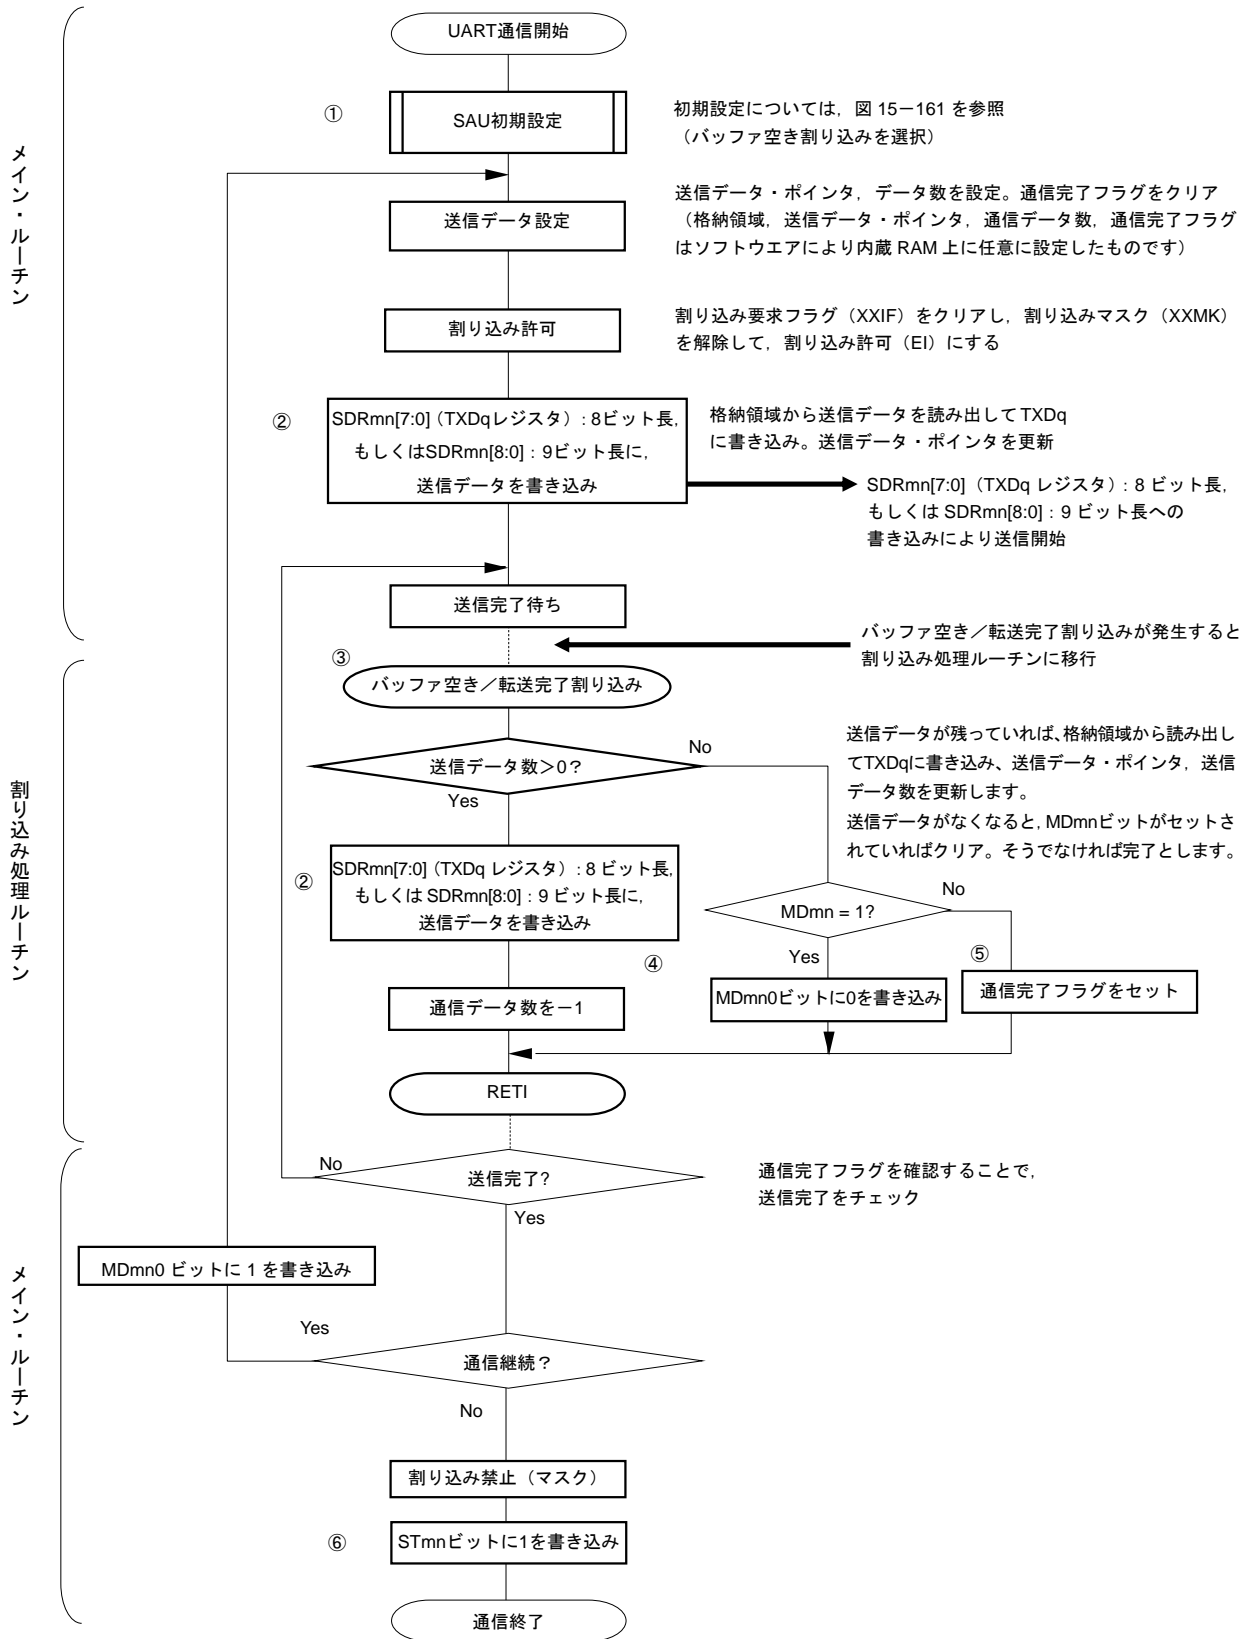 UART通信開始
①
SAU初期設定
初期設定については，図 15－161 を参照
（バッファ空き割り込みを選択）
メイン・ルーチン
送信データ設定
送信データ・ポインタ，データ数を設定。通信完了フラグをクリア
（格納領域，送信データ・ポインタ，通信データ数，通信完了フラグ
はソフトウエアにより内蔵 RAM 上に任意に設定したものです）
割り込み許可
割り込み要求フラグ（XXIF）をクリアし，割り込みマスク（XXMK）
を解除して，割り込み許可（EI）にする
②
SDRmn[7:0]（TXDqレジスタ）: 8ビット長，
もしくはSDRmn[8:0]：9ビット長に，
送信データを書き込み
格納領域から送信データを読み出して TXDq
に書き込み。送信データ・ポインタを更新
SDRmn[7:0]（TXDq レジスタ）: 8 ビット長，
もしくは SDRmn[8:0]：9 ビット長への
書き込みにより送信開始
送信完了待ち
バッファ空き／転送完了割り込みが発生すると
割り込み処理ルーチンに移行
③
バッファ空き／転送完了割り込み
割り込み処理ルーチン
送信データ数＞0？
No
Yes
送信データが残っていれば、格納領域から読み出し
てTXDqに書き込み、送信データ・ポインタ，送信
データ数を更新します。
送信データがなくなると，MDmnビットがセットさ
れていればクリア。そうでなければ完了とします。
②
SDRmn[7:0]（TXDq レジスタ）: 8 ビット長，
もしくは SDRmn[8:0]：9 ビット長に，
送信データを書き込み
MDmn = 1?
No
Yes
④
MDmn0ビットに0を書き込み
⑤
通信完了フラグをセット
通信データ数を－1
RETI
メイン・ルーチン
送信完了?
No
Yes
通信完了フラグを確認することで，
送信完了をチェック
MDmn0 ビットに 1 を書き込み
Yes
通信継続？
No
割り込み禁止（マスク）
⑥
STmnビットに1を書き込み
通信終了